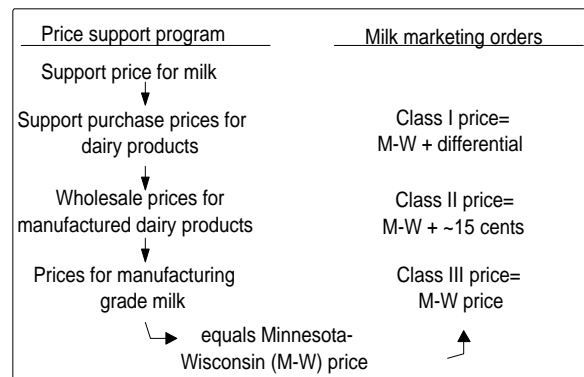 Price support program
Support price for milk
Support purchase prices for
dairy products
Wholesale prices for
manufactured dairy products
Prices for manufacturing
grade milk
equals Minnesota-
Wisconsin (M-W) price
Milk marketing orders
Class I price=
M-W + differential
Class II price=
M-W + ~15 cents
Class III price=
M-W price